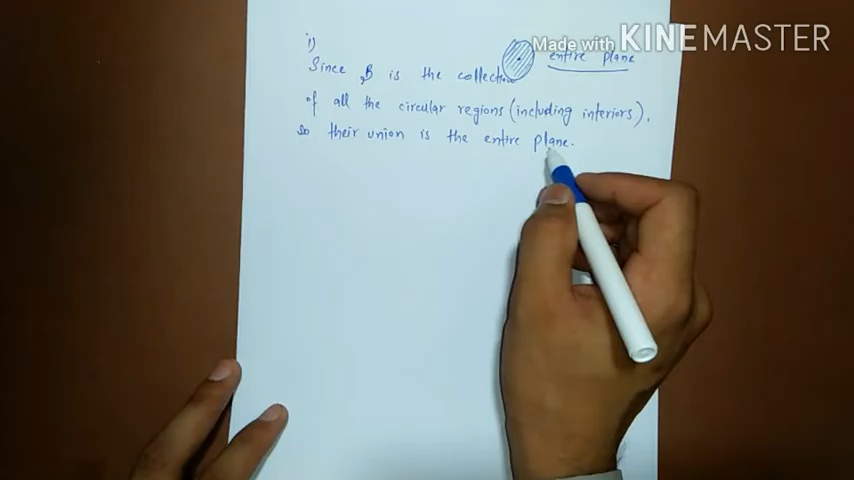 Made with KINEMASTER
i)
entire plane
Since β is the collection
of all the circular regions (including interiors).
so their union is the entire plane.